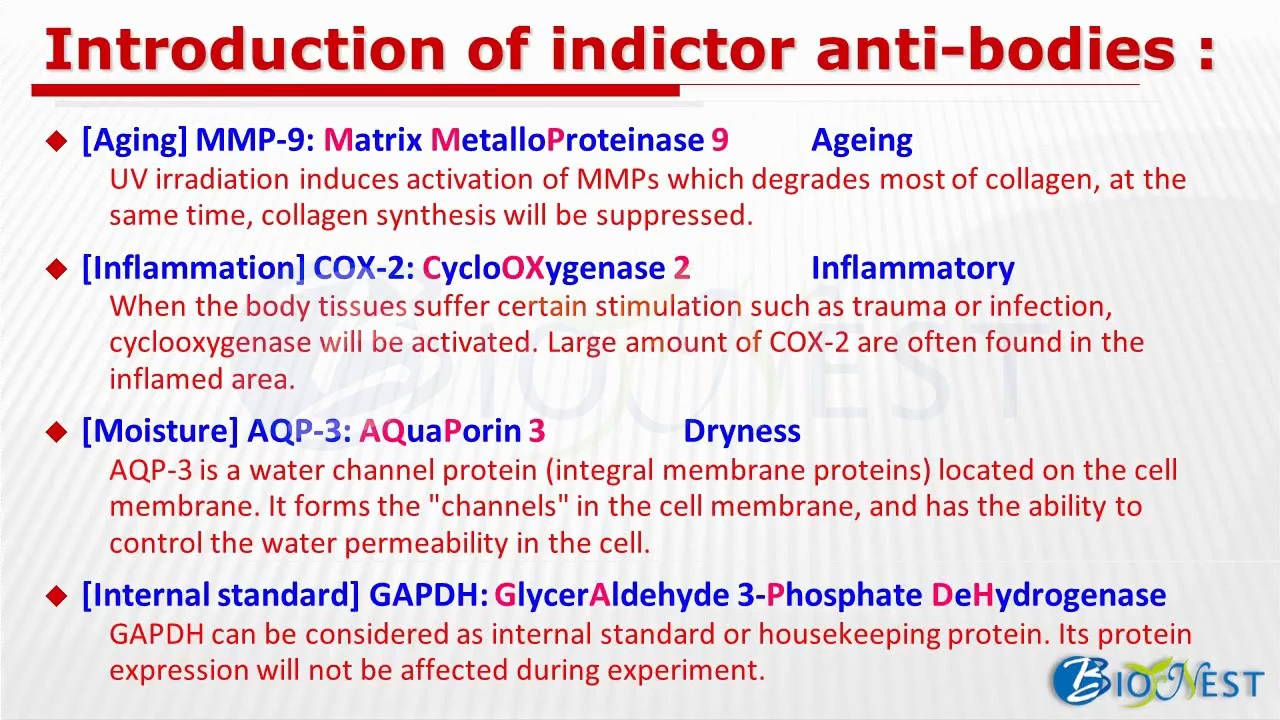 Introduction of indictor anti-bodies :
[Aging] MMP-9: Matrix MetalloProteinase 9 Ageing
UV irradiation induces activation of MMPs which degrades most of collagen, at the
same time, collagen synthesis will be suppressed.
[Inflammation] COX-2: CycloOXygenase 2 Inflammatory
When the body tissues suffer certain stimulation such as trauma or infection,
cyclooxygenase will be activated. Large amount of COX-2 are often found in the
inflamed area.
[Moisture] AQP-3: AQuaPorin 3 Dryness
AQP-3 is a water channel protein (integral membrane proteins) located on the cell
membrane. It forms the "channels" in the cell membrane, and has the ability to
control the water permeability in the cell.
[Internal standard] GAPDH: GlycerAldehyde 3-Phosphate DeHydrogenase
GAPDH can be considered as internal standard or housekeeping protein. Its protein
expression will not be affected during experiment.
BIONEST
BIONEST